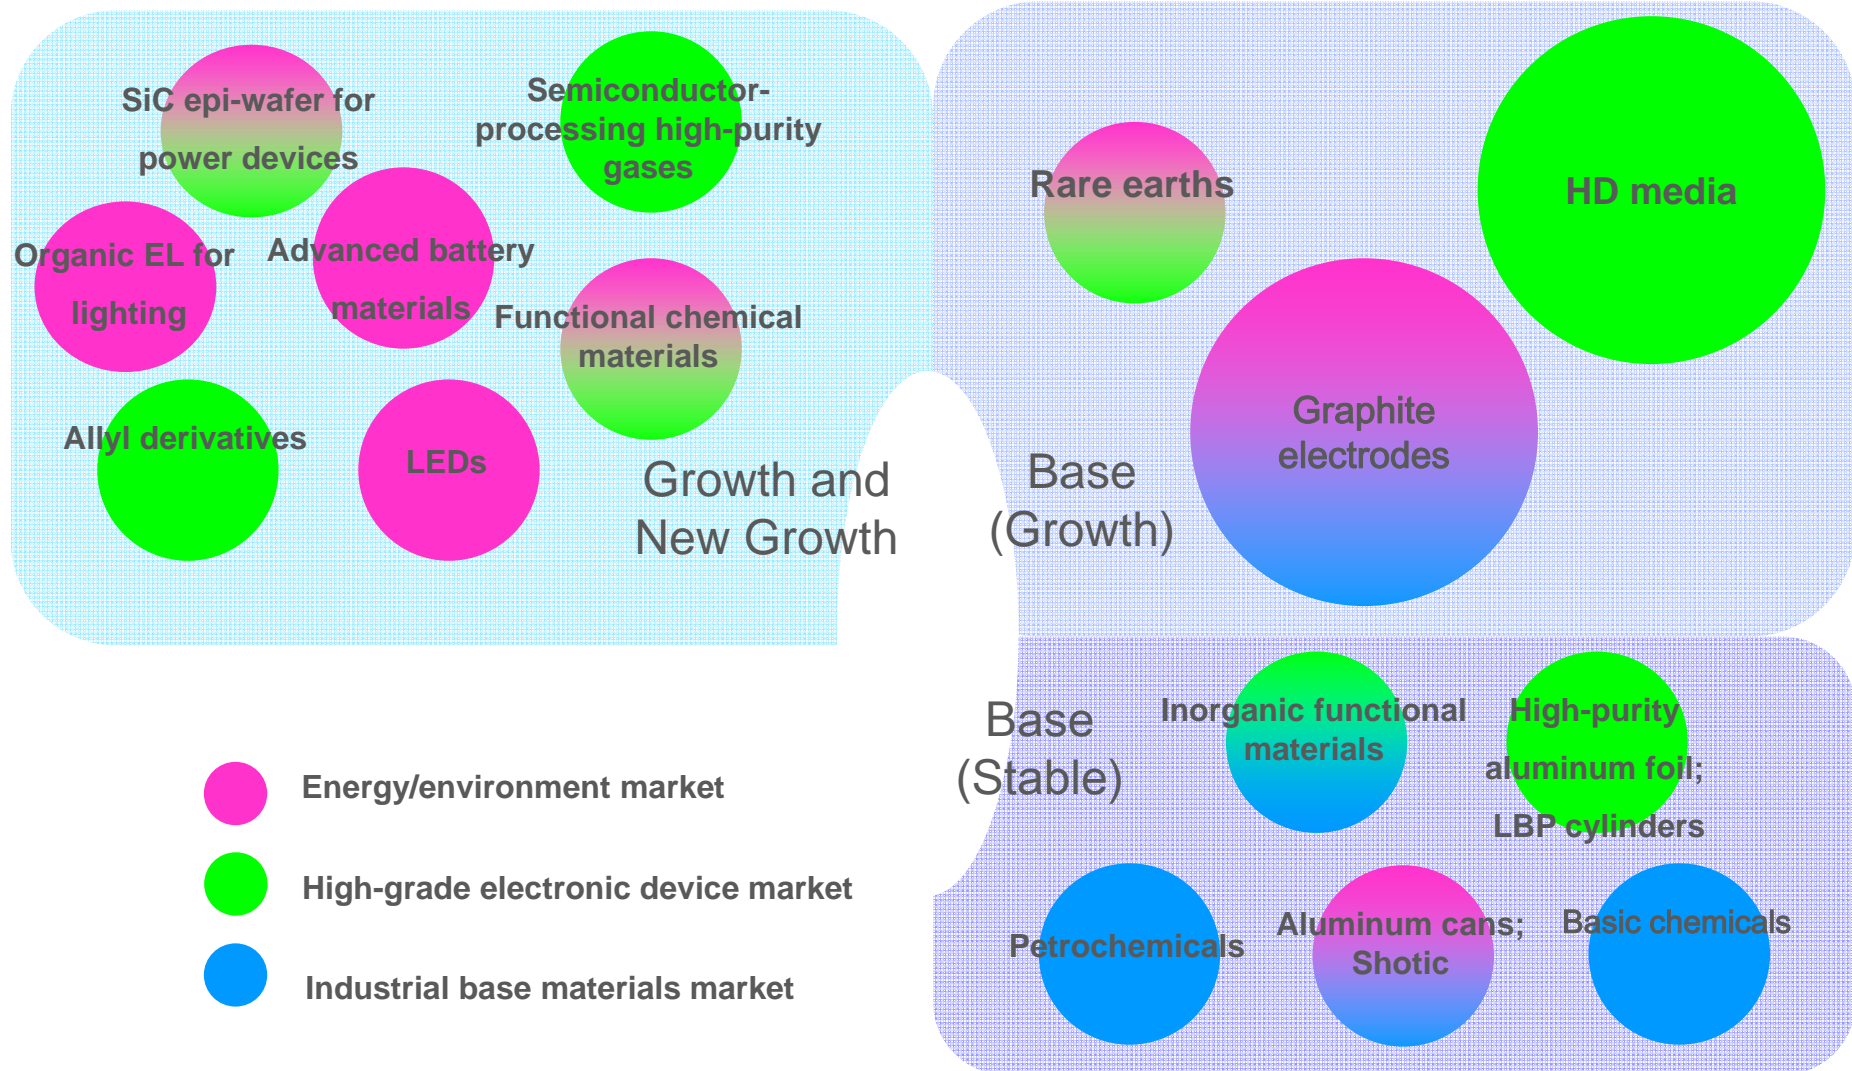 SiC epi-wafer for
power devices
Semiconductor-
processing high-purity
gases
Organic EL for
lighting
Advanced battery
materials
Functional chemical
materials
Allyl derivatives
LEDs
Growth and
New Growth
Rare earths
HD media
Graphite
electrodes
Base
(Growth)
Base
(Stable)
Inorganic functional
materials
High-purity
aluminum foil;
LBP cylinders
Petrochemicals
Aluminum cans;
Shotic
Basic chemicals
Energy/environment market
High-grade electronic device market
Industrial base materials market